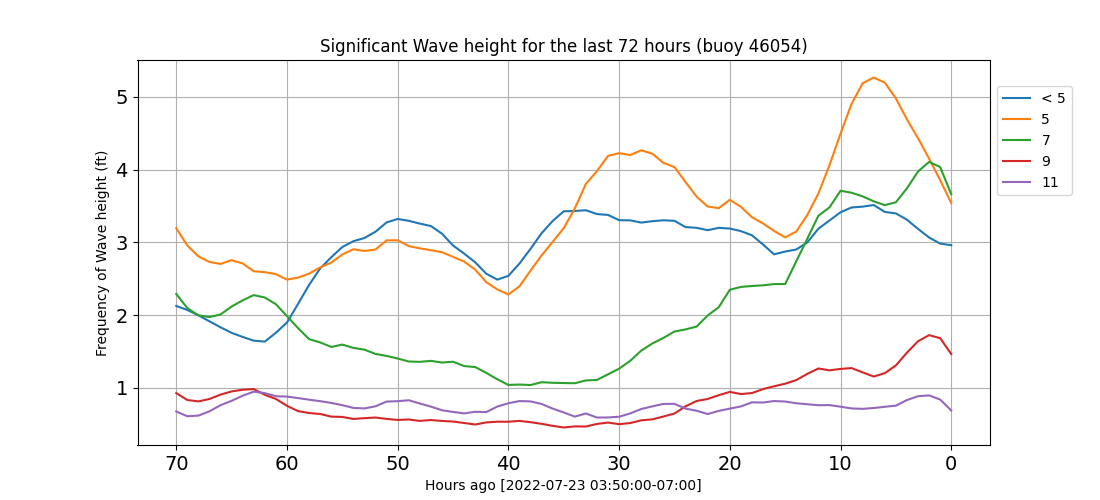 Significant Wave height for the last 72 hours (buoy 46054)
Frequency of Wave height (ft)
5
4
3
2
1
70 60 50 40 30 20 10 0
Hours ago [2022-07-23 03:50:00-07:00]
< 5
5
7
9
11